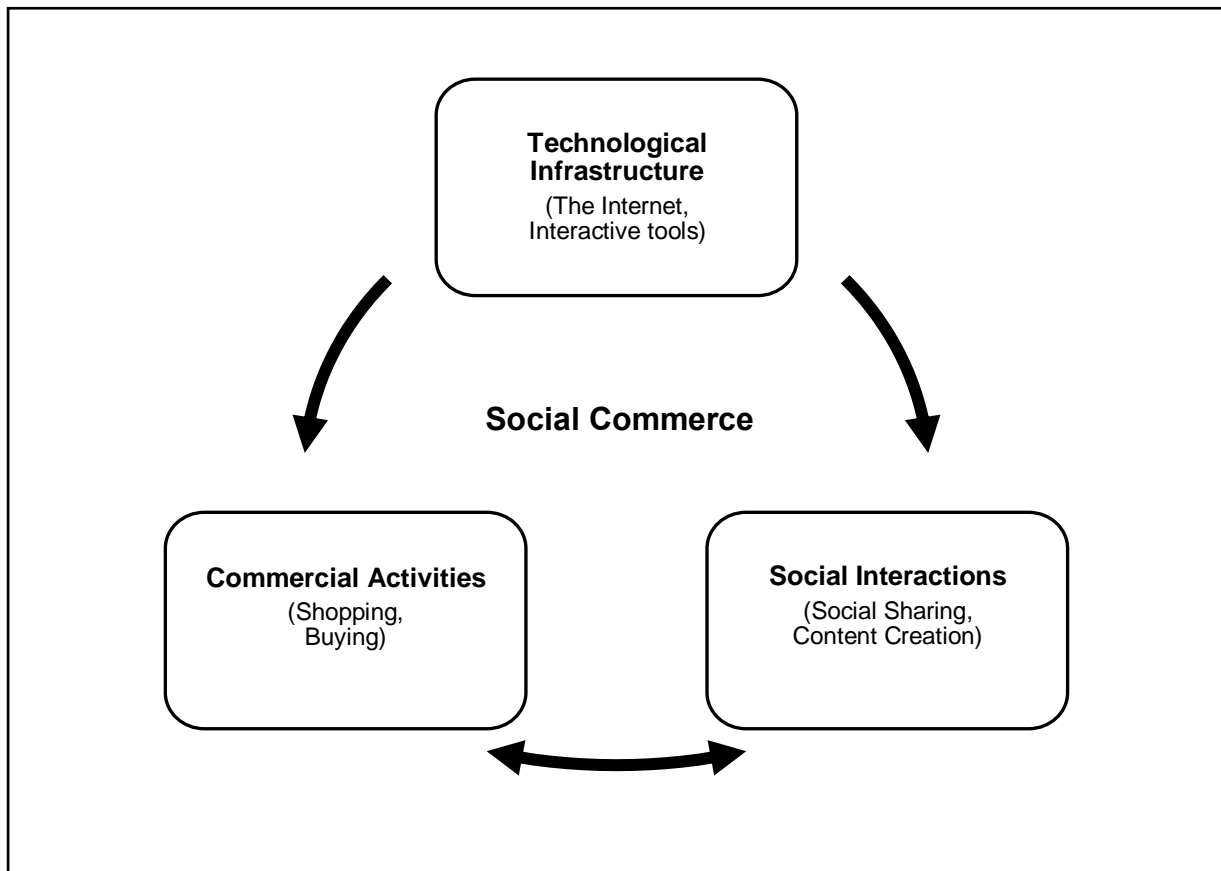 Technological
Infrastructure
(The Internet,
Interactive tools)
Social Commerce
Commercial Activities
(Shopping,
Buying)
Social Interactions
(Social Sharing,
Content Creation)